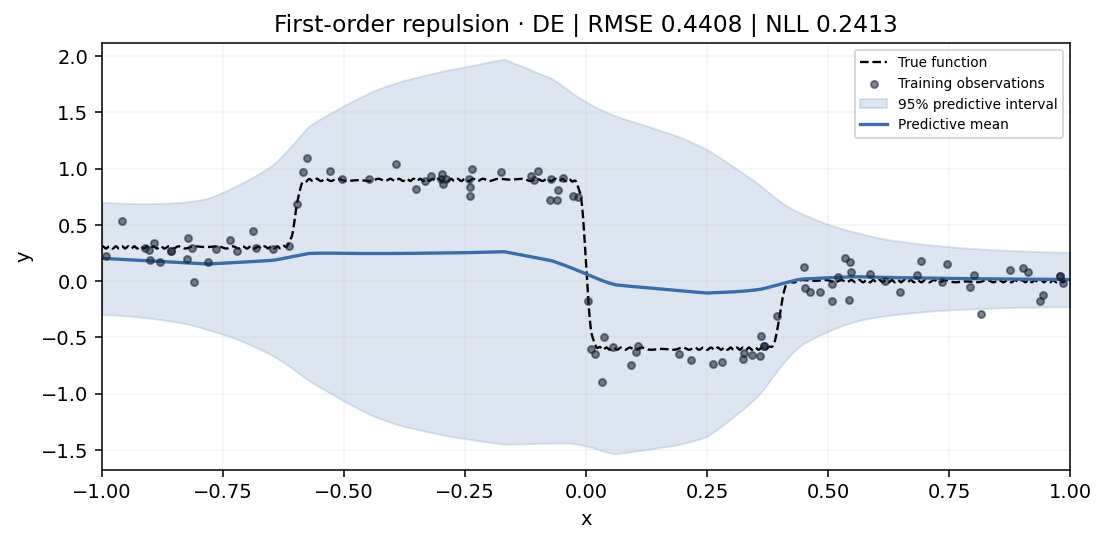 First-order repulsion · DE | RMSE 0.4408 | NLL 0.2413
True function
Training observations
95% predictive interval
Predictive mean
y
2.0
1.5
1.0
0.5
0.0
−0.5
−1.0
−1.5
−1.00 −0.75 −0.50 −0.25 0.00 0.25 0.50 0.75 1.00
x